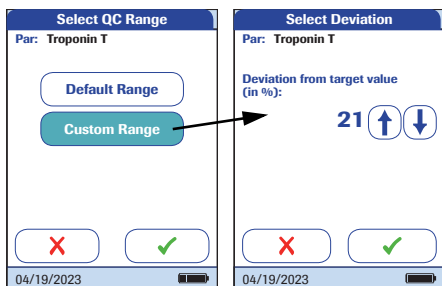 Select QC Range
Par: Troponin T
Default Range
Custom Range
04/19/2023
Select Deviation
Par: Troponin T
Deviation from target value
(in %):
21
04/19/2023